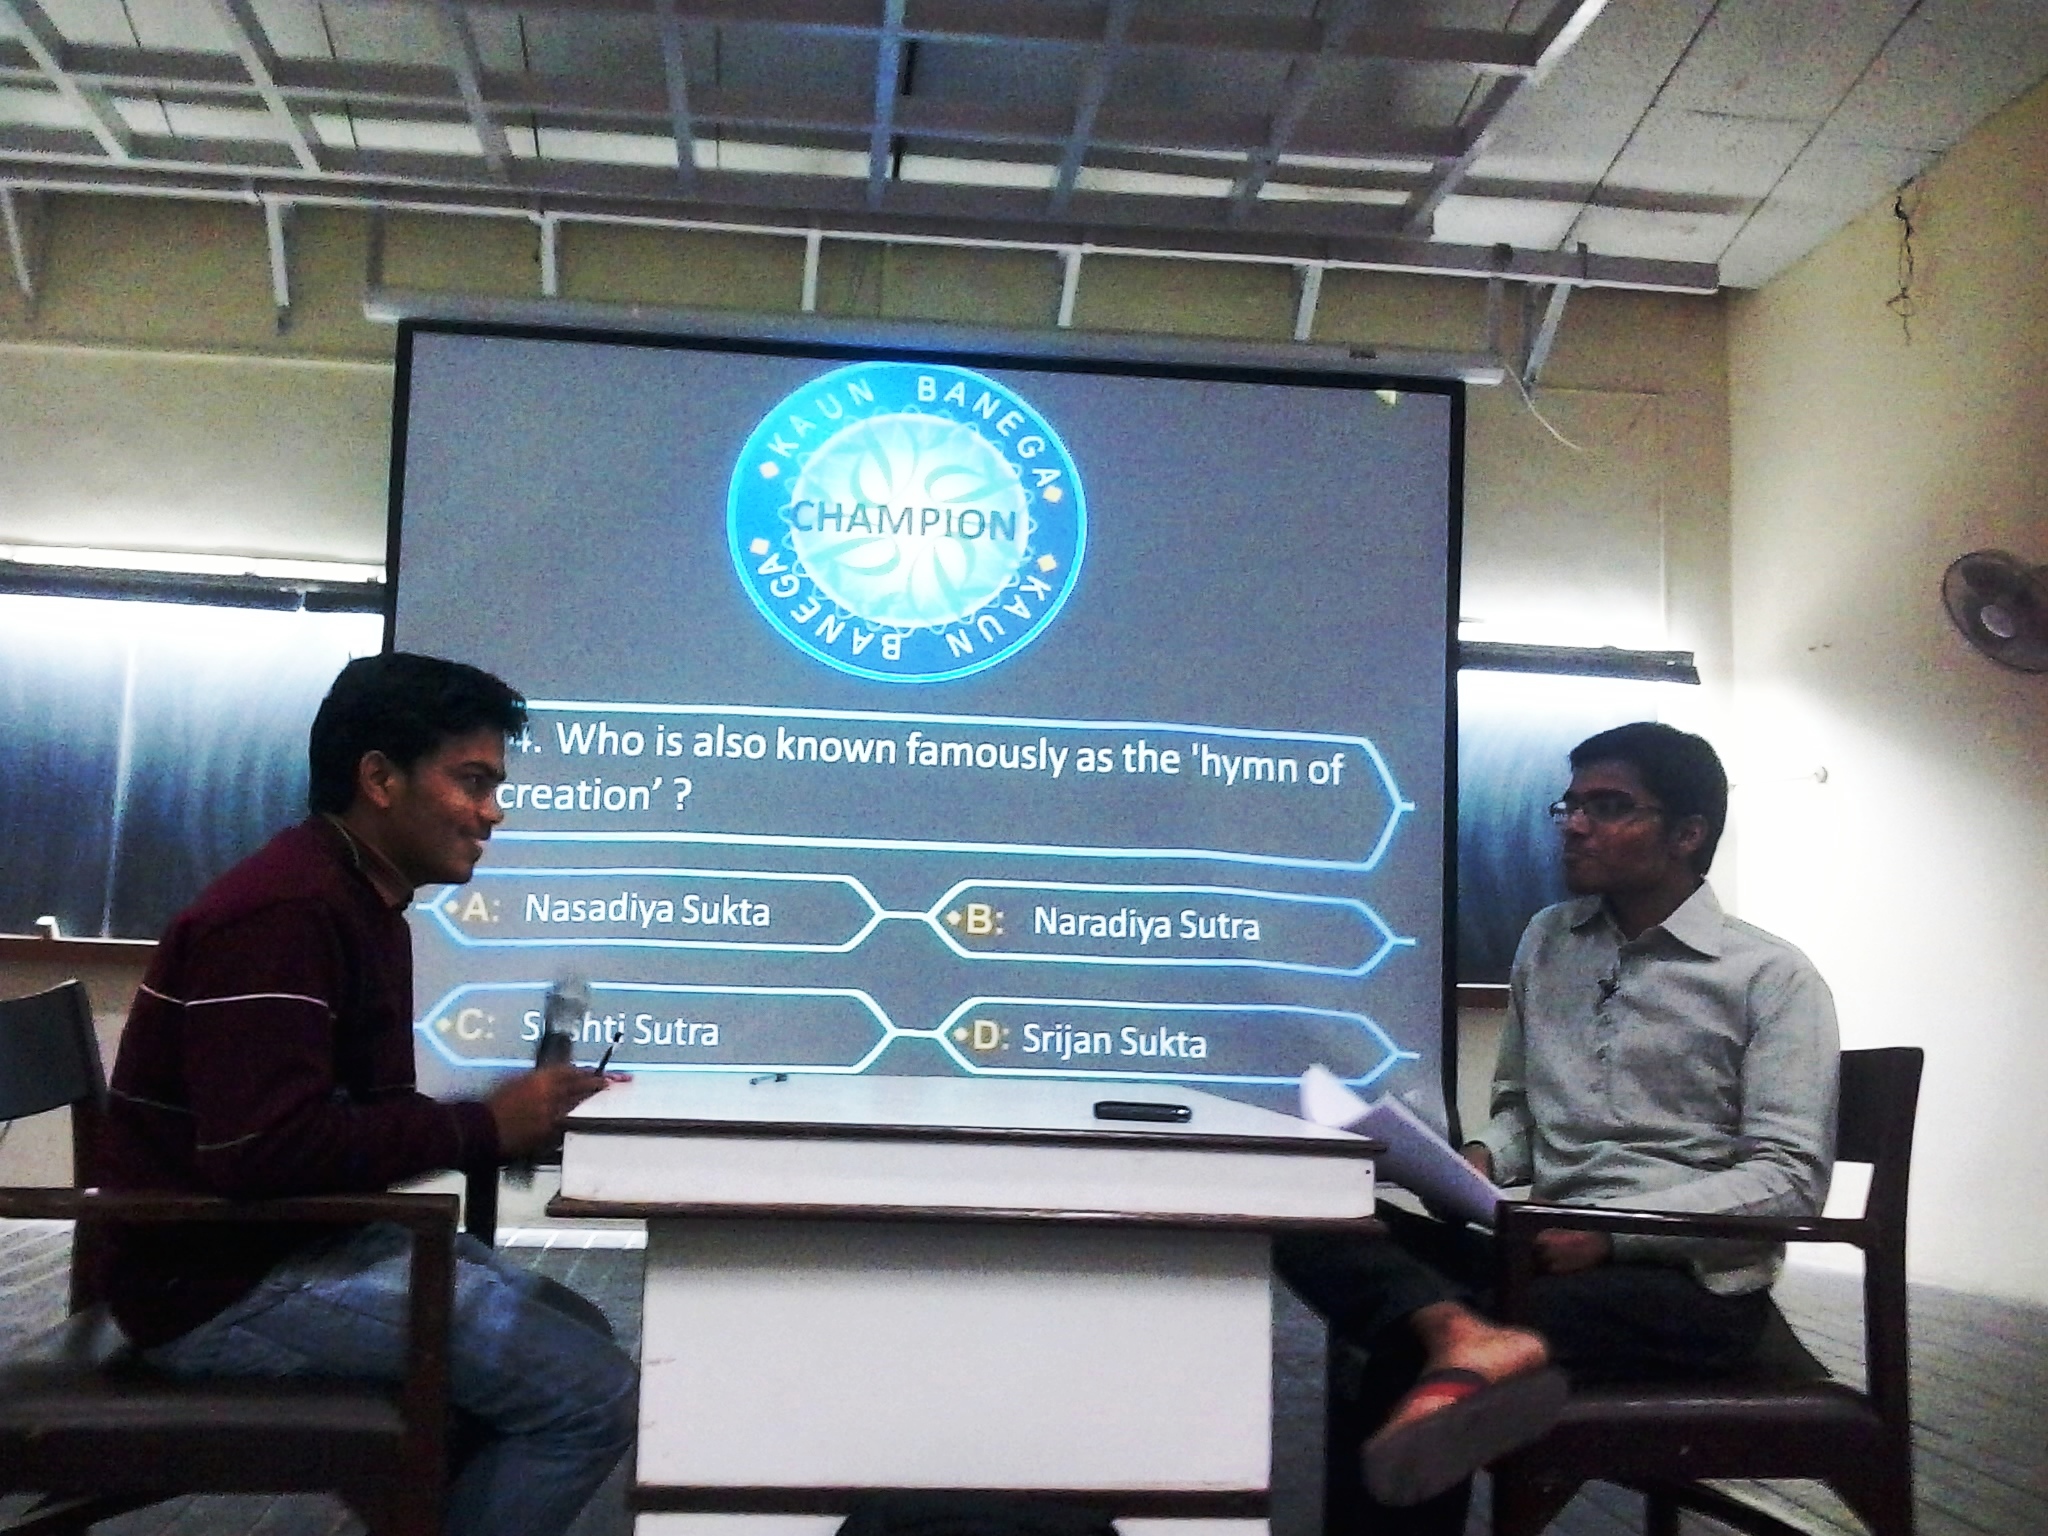 KAUN BANEGA
CHAMPION
KAUN BANEGA
4. Who is also known famously as the 'hymn of
creation' ?
A: Nasadiya Sukta
B: Naradiya Sutra
C: Sutra
D: Srijan Sukta